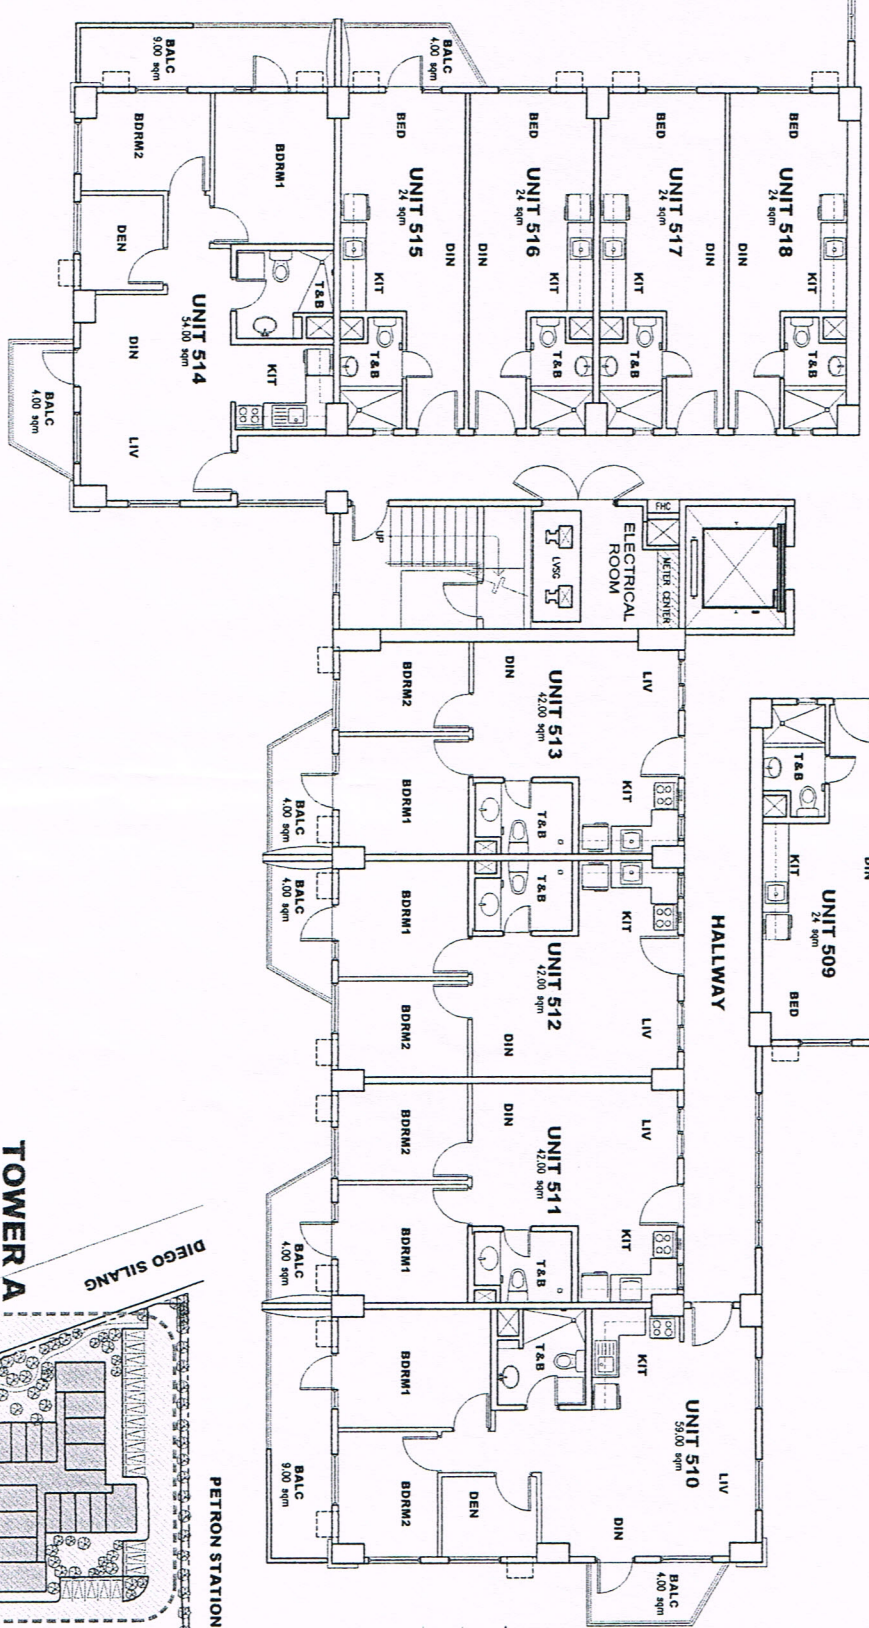 BALC
9.00 sqm
BALC
4.00 sqm
BDRM2
BDRM1
DEN
T&B
UNIT 514
54.00 sqm
DIN
KIT
LIV
BALC
4.00 sqm
BED
UNIT 515
24 sqm
DIN
KIT
T&B
BED
UNIT 516
24 sqm
DIN
KIT
T&B
BED
UNIT 517
24 sqm
DIN
KIT
T&B
BED
UNIT 518
24 sqm
DIN
KIT
T&B
UP
LVSG
ELECTRICAL
ROOM
FHC
METER CENTER
BDRM2
DIN
UNIT 513
42.00 sqm
LIV
BDRM1
KIT
T&B
BALC
4.00 sqm
BALC
4.00 sqm
BDRM1
T&B
KIT
UNIT 512
42.00 sqm
BDRM2
DIN
LIV
HALLWAY
T&B
KIT
DIN
UNIT 509
24 sqm
BED
BDRM2
DIN
UNIT 511
42.00 sqm
LIV
BDRM1
T&B
KIT
BALC
4.00 sqm
BDRM1
T&B
KIT
UNIT 510
59.00 sqm
LIV
BDRM2
DEN
DIN
BALC
9.00 sqm
BALC
4.00 sqm
TOWER A
DIEGO SILANG
PETRON STATION